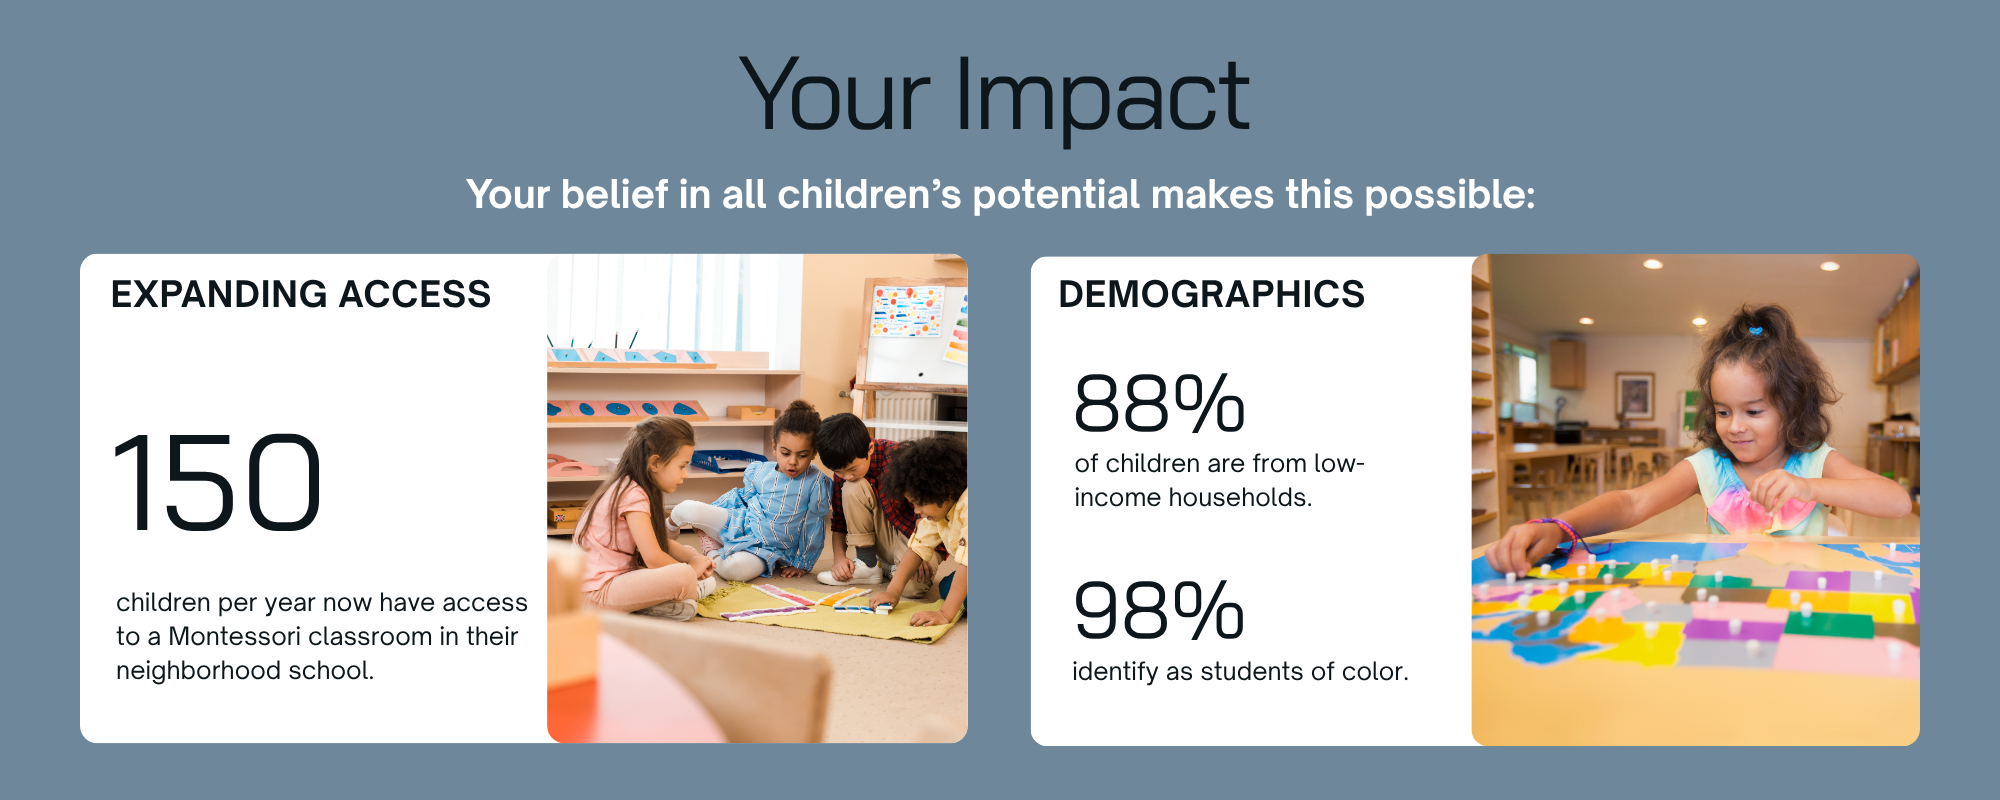 Your Impact
Your belief in all children’s potential makes this possible:
EXPANDING ACCESS
150
children per year now have access
to a Montessori classroom in their
neighborhood school.
DEMOGRAPHICS
88%
of children are from low-
income households.
98%
identify as students of color.